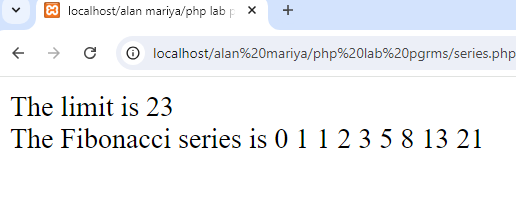 localhost/alan mariya/php lab p
localhost/alan%20mariya/php%20lab%20pgrms/series.php
The limit is 23
The Fibonacci series is 0 1 1 2 3 5 8 13 21